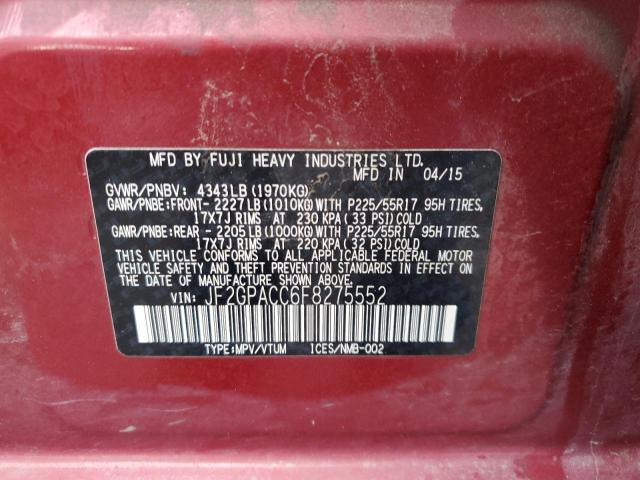 MFD BY FUJI HEAVY INDUSTRIES LTD.
MFD IN 04/15
GVWR/PNBV: 4343LB(1970KG)
GAWR/PNBE:FRONT- 2227LB(1010KG)WITH P225/55R17 95H TIRES,
17X7J RIMS AT 230 KPA(33 PSI)COLD
GAWR/PNBE:REAR - 2205LB(1000KG)WITH P225/55R17 95H TIRES,
17X7J RIMS AT 220 KPA(32 PSI)COLD
THIS VEHICLE CONFORMS TO ALL APPLICABLE FEDERAL MOTOR
VEHICLE SAFETY AND THEFT PREVENTION STANDARDS IN EFFECT
ON THE DATE OF MANUFACTURE SHOWN ABOVE.
VIN: JF2GPACC6F8275552
TYPE:MPV/VTUM ICES/NMB-002